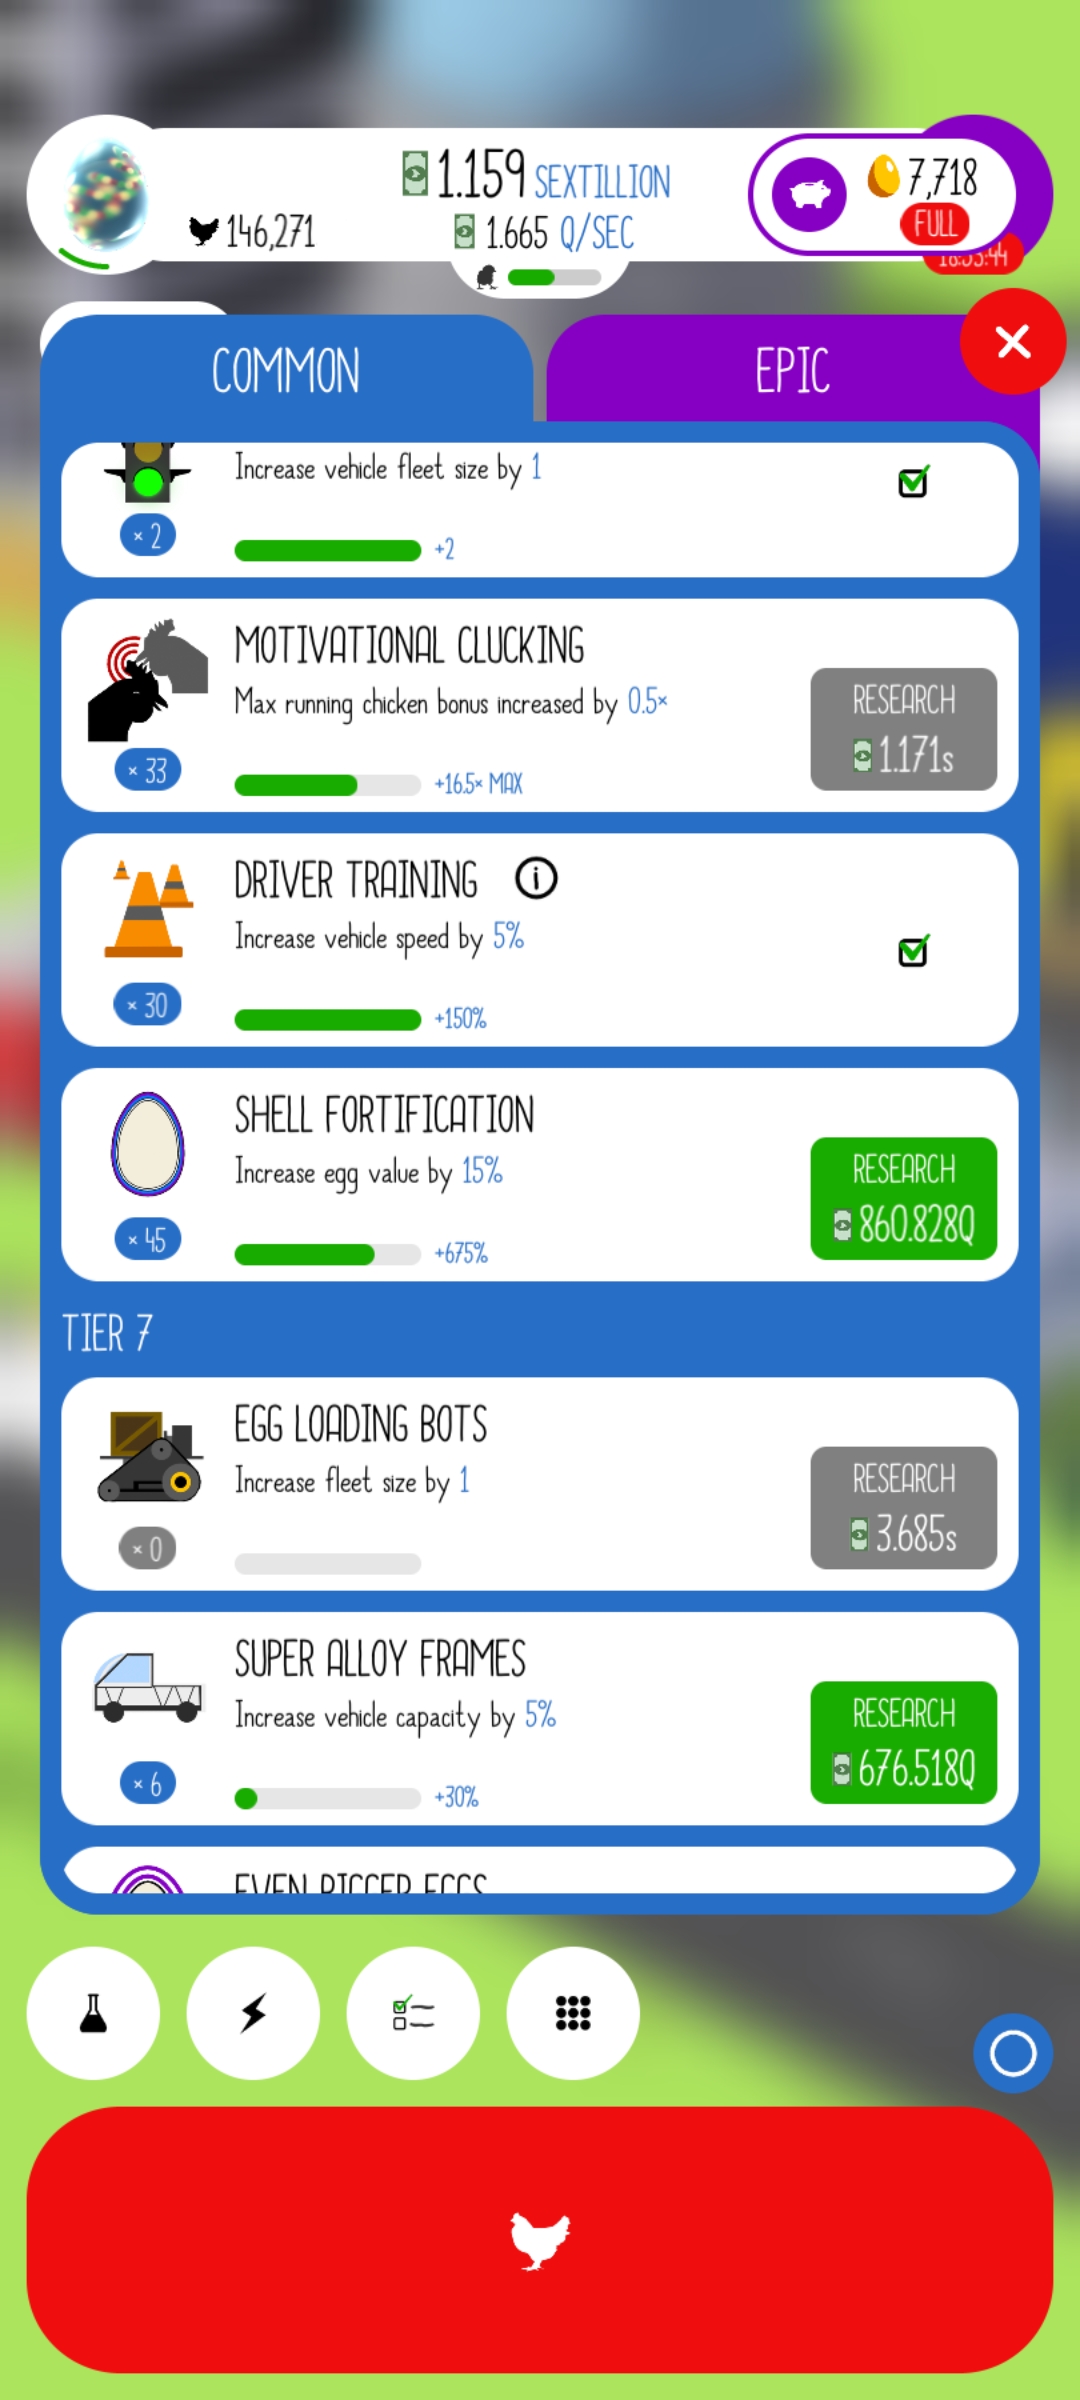 1.159 SEXTILLION
146,271
1.665 Q/SEC
7,718
FULL
COMMON
EPIC
Increase vehicle fleet size by 1
× 2
+2
MOTIVATIONAL CLUCKING
Max running chicken bonus increased by 0.5×
RESEARCH
1.171s
× 33
+16.5× MAX
DRIVER TRAINING
Increase vehicle speed by 5%
× 30
+150%
SHELL FORTIFICATION
Increase egg value by 15%
RESEARCH
860.828Q
× 45
+675%
TIER 7
EGG LOADING BOTS
Increase fleet size by 1
RESEARCH
3.685s
× 0
SUPER ALLOY FRAMES
Increase vehicle capacity by 5%
RESEARCH
676.518Q
× 6
+30%
EVEN BIGGER EGGS